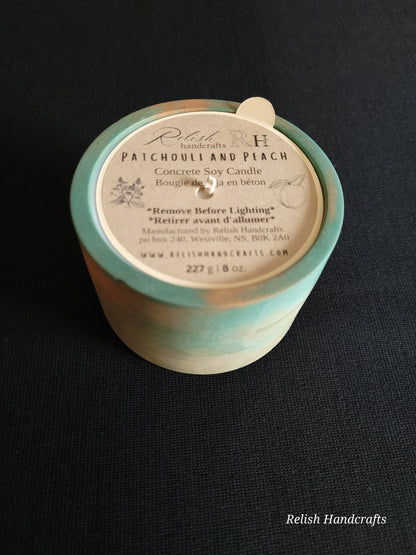 Relish RH
handcrafts
PATCHOULI AND PEACH
Concrete Soy Candle
Bougie de soja en béton
*Remove Before Lighting*
*Retirer avant d'allumer*
Manufactured by Relish Handcrafts
po box 240, Westville, NS, B0K 2A0
WWW.RELISHHANDCRAFTS.COM
227 g | 8 oz.
Relish Handcrafts